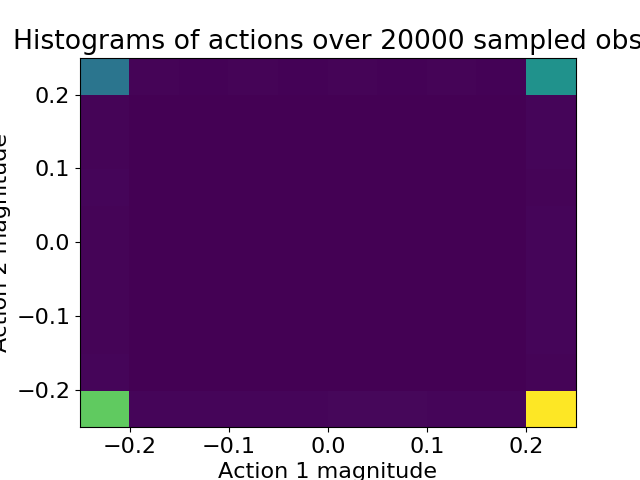 Histograms of actions over 20000 sampled obs
0.2
0.1
0.0
−0.1
−0.2
Action 2 magnitude
−0.2 −0.1 0.0 0.1 0.2
Action 1 magnitude